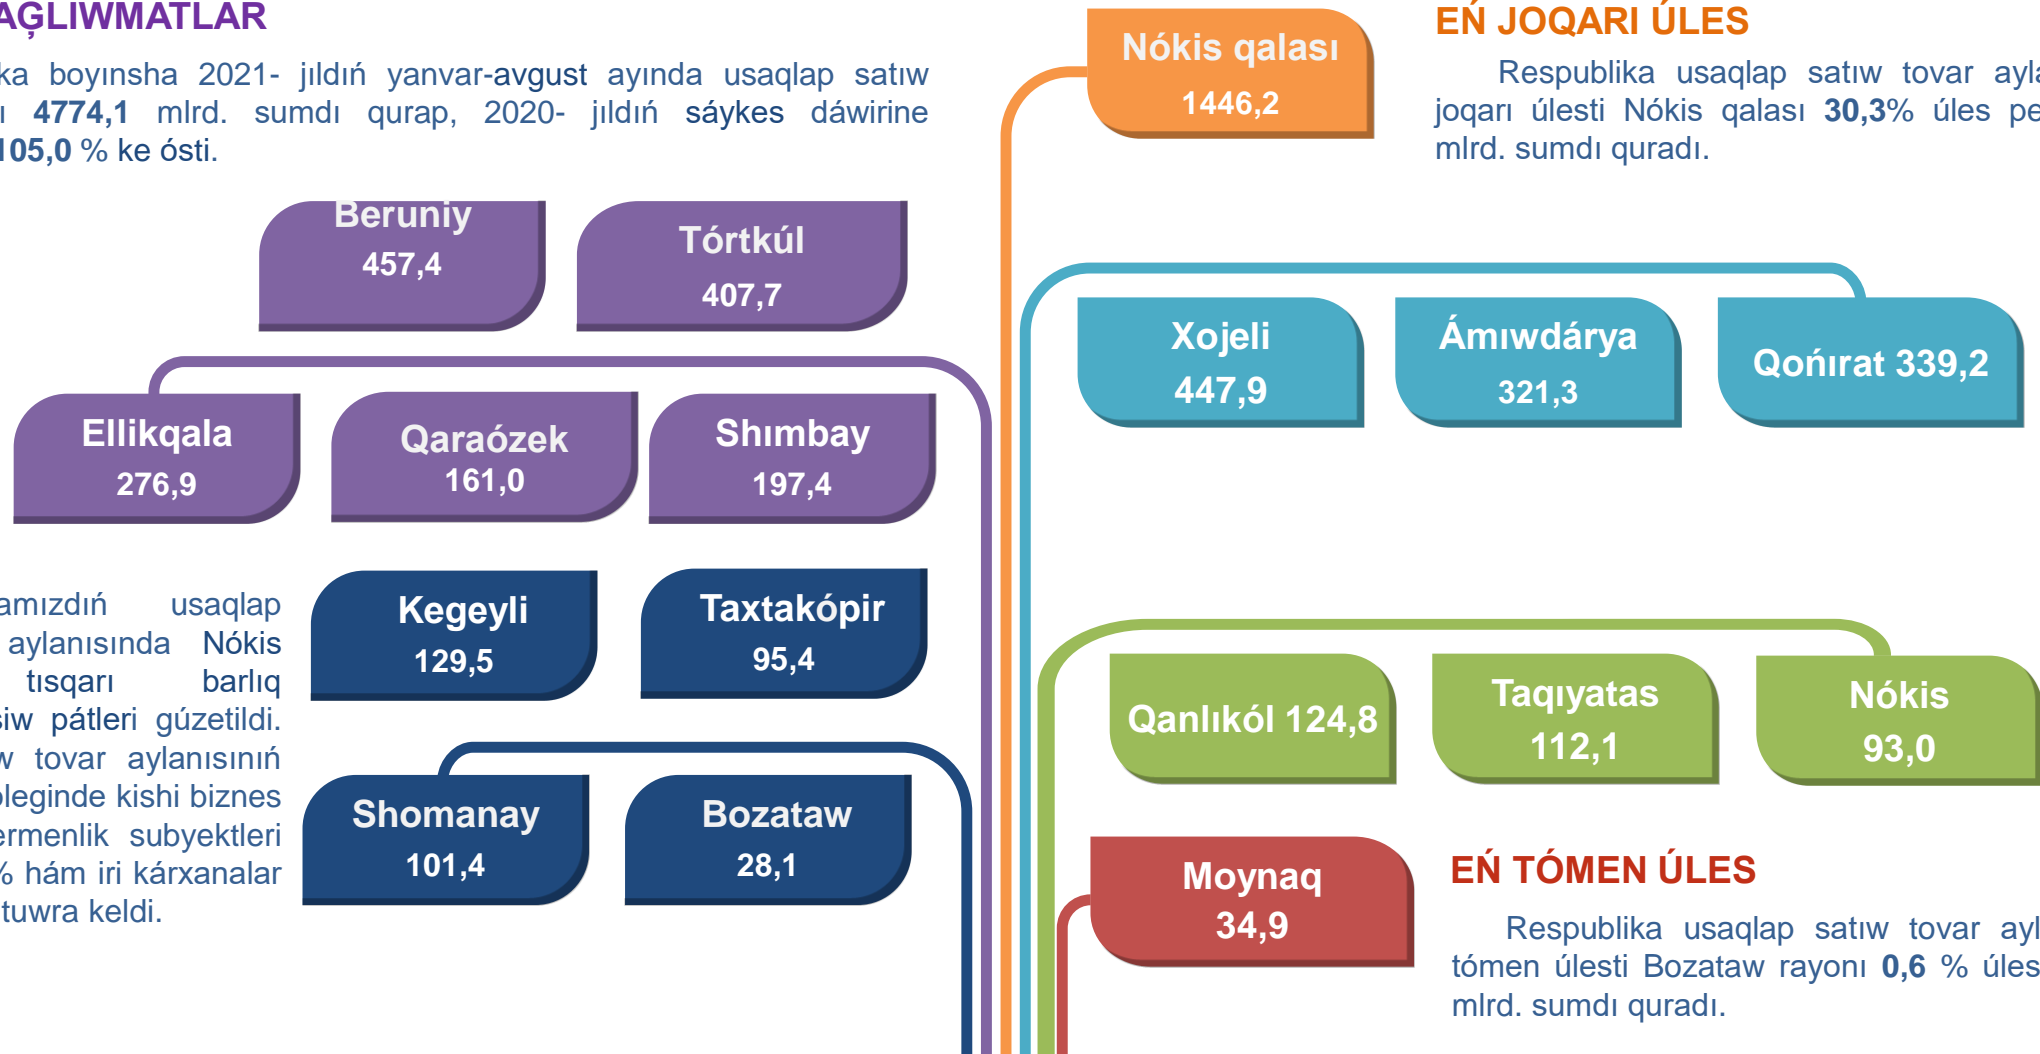 AǴLIWMATLAR
ka boyınsha 2021- jıldıń yanvar-avgust ayında usaqlap satıw
ı 4774,1 mlrd. sumdı qurap, 2020- jıldıń sáykes dáwirine
105,0 % ke ósti.
Nókis qalası
1446,2
EŃ JOQARI ÚLES
Respublika usaqlap satıw tovar ayla
joqarı úlesti Nókis qalası 30,3% úles pe
mlrd. sumdı quradı.
Beruniy
457,4
Tórtkúl
407,7
Xojeli
447,9
Ámıwdárya
321,3
Qońırat 339,2
Ellikqala
276,9
Qaraózek
161,0
Shımbay
197,4
amızdıń usaqlap
aylanısında Nókis
tısqarı barlıq
siw pátleri gúzetildi.
w tovar aylanısınıń
óleginde kishi biznes
ermenlik subyektleri
% hám iri kárxanalar
tuwra keldi.
Kegeyli
129,5
Taxtakópir
95,4
Shomanay
101,4
Bozataw
28,1
Qanlıkól 124,8
Taqıyatas
112,1
Nókis
93,0
Moynaq
34,9
EŃ TÓMEN ÚLES
Respublika usaqlap satıw tovar ayl
tómen úlesti Bozataw rayonı 0,6 % úles
mlrd. sumdı quradı.